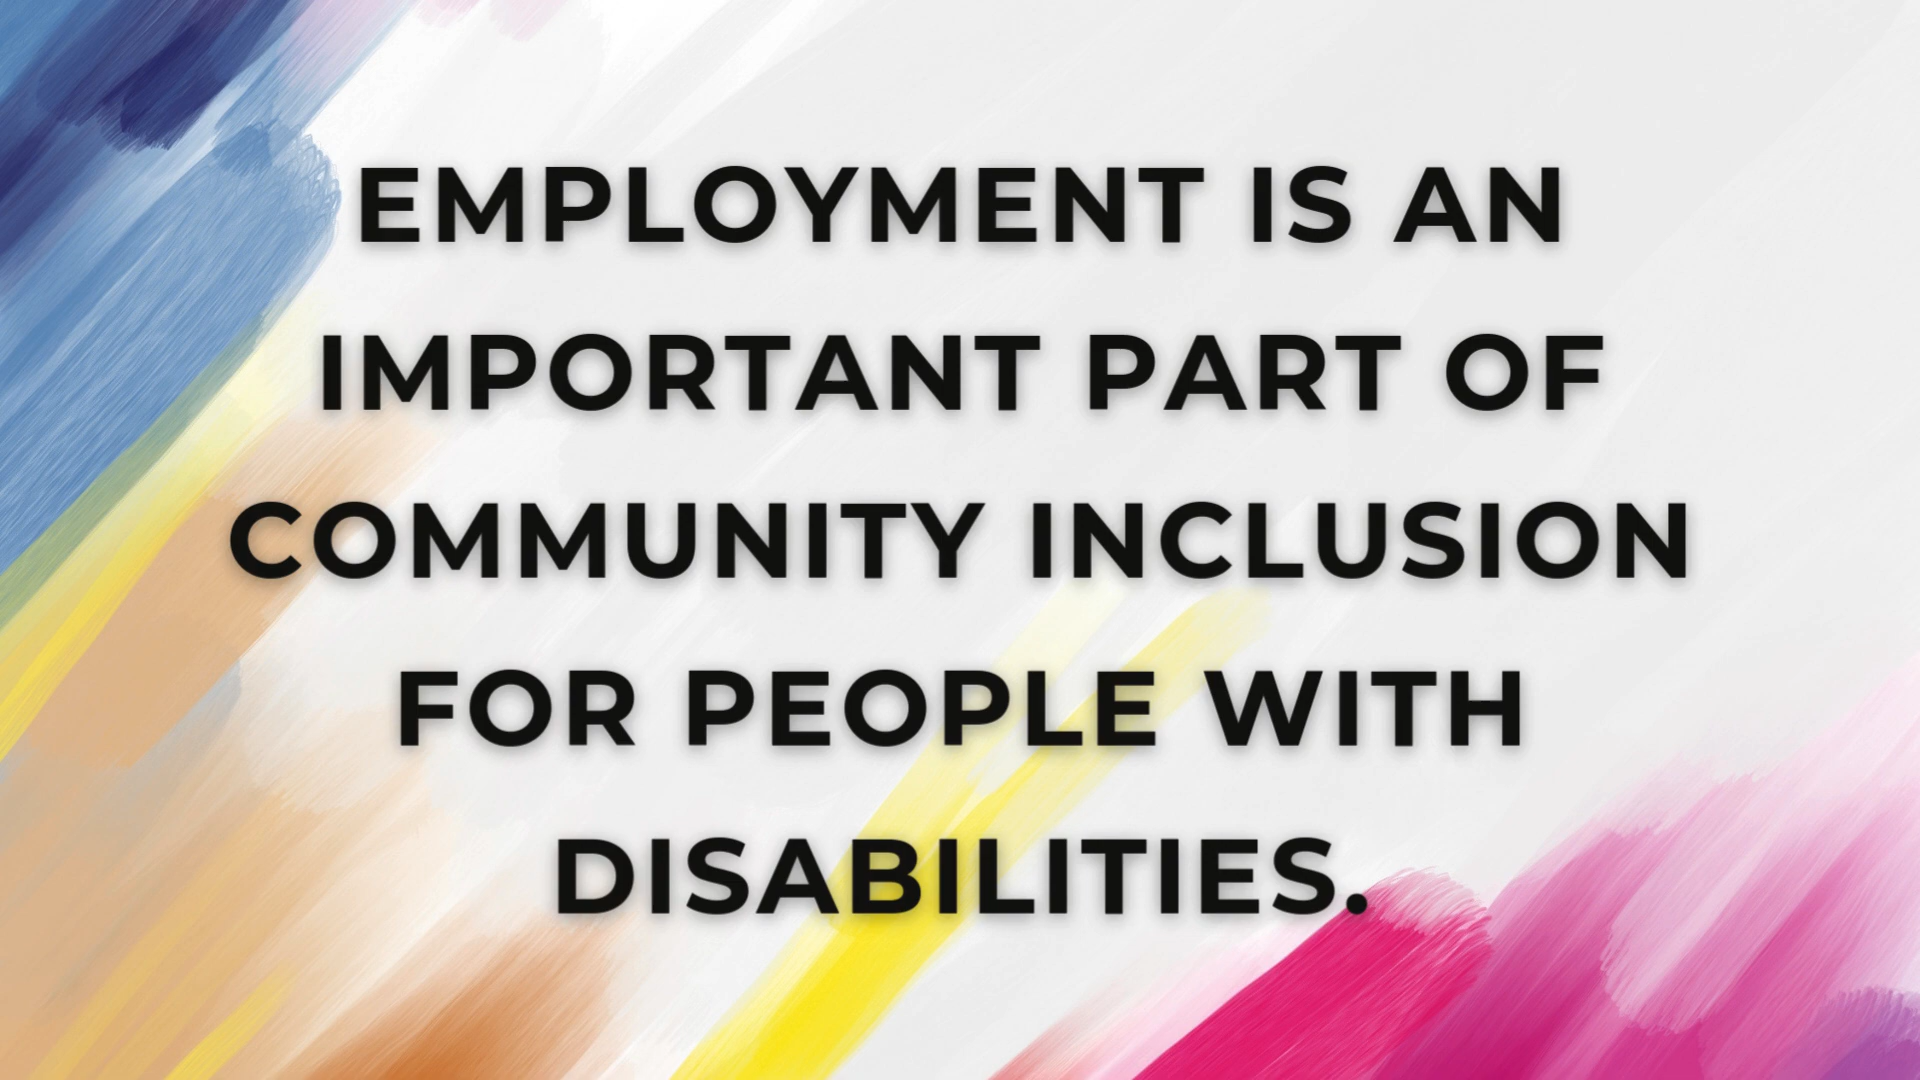 EMPLOYMENT IS AN
IMPORTANT PART OF
COMMUNITY INCLUSION
FOR PEOPLE WITH
DISABILITIES.